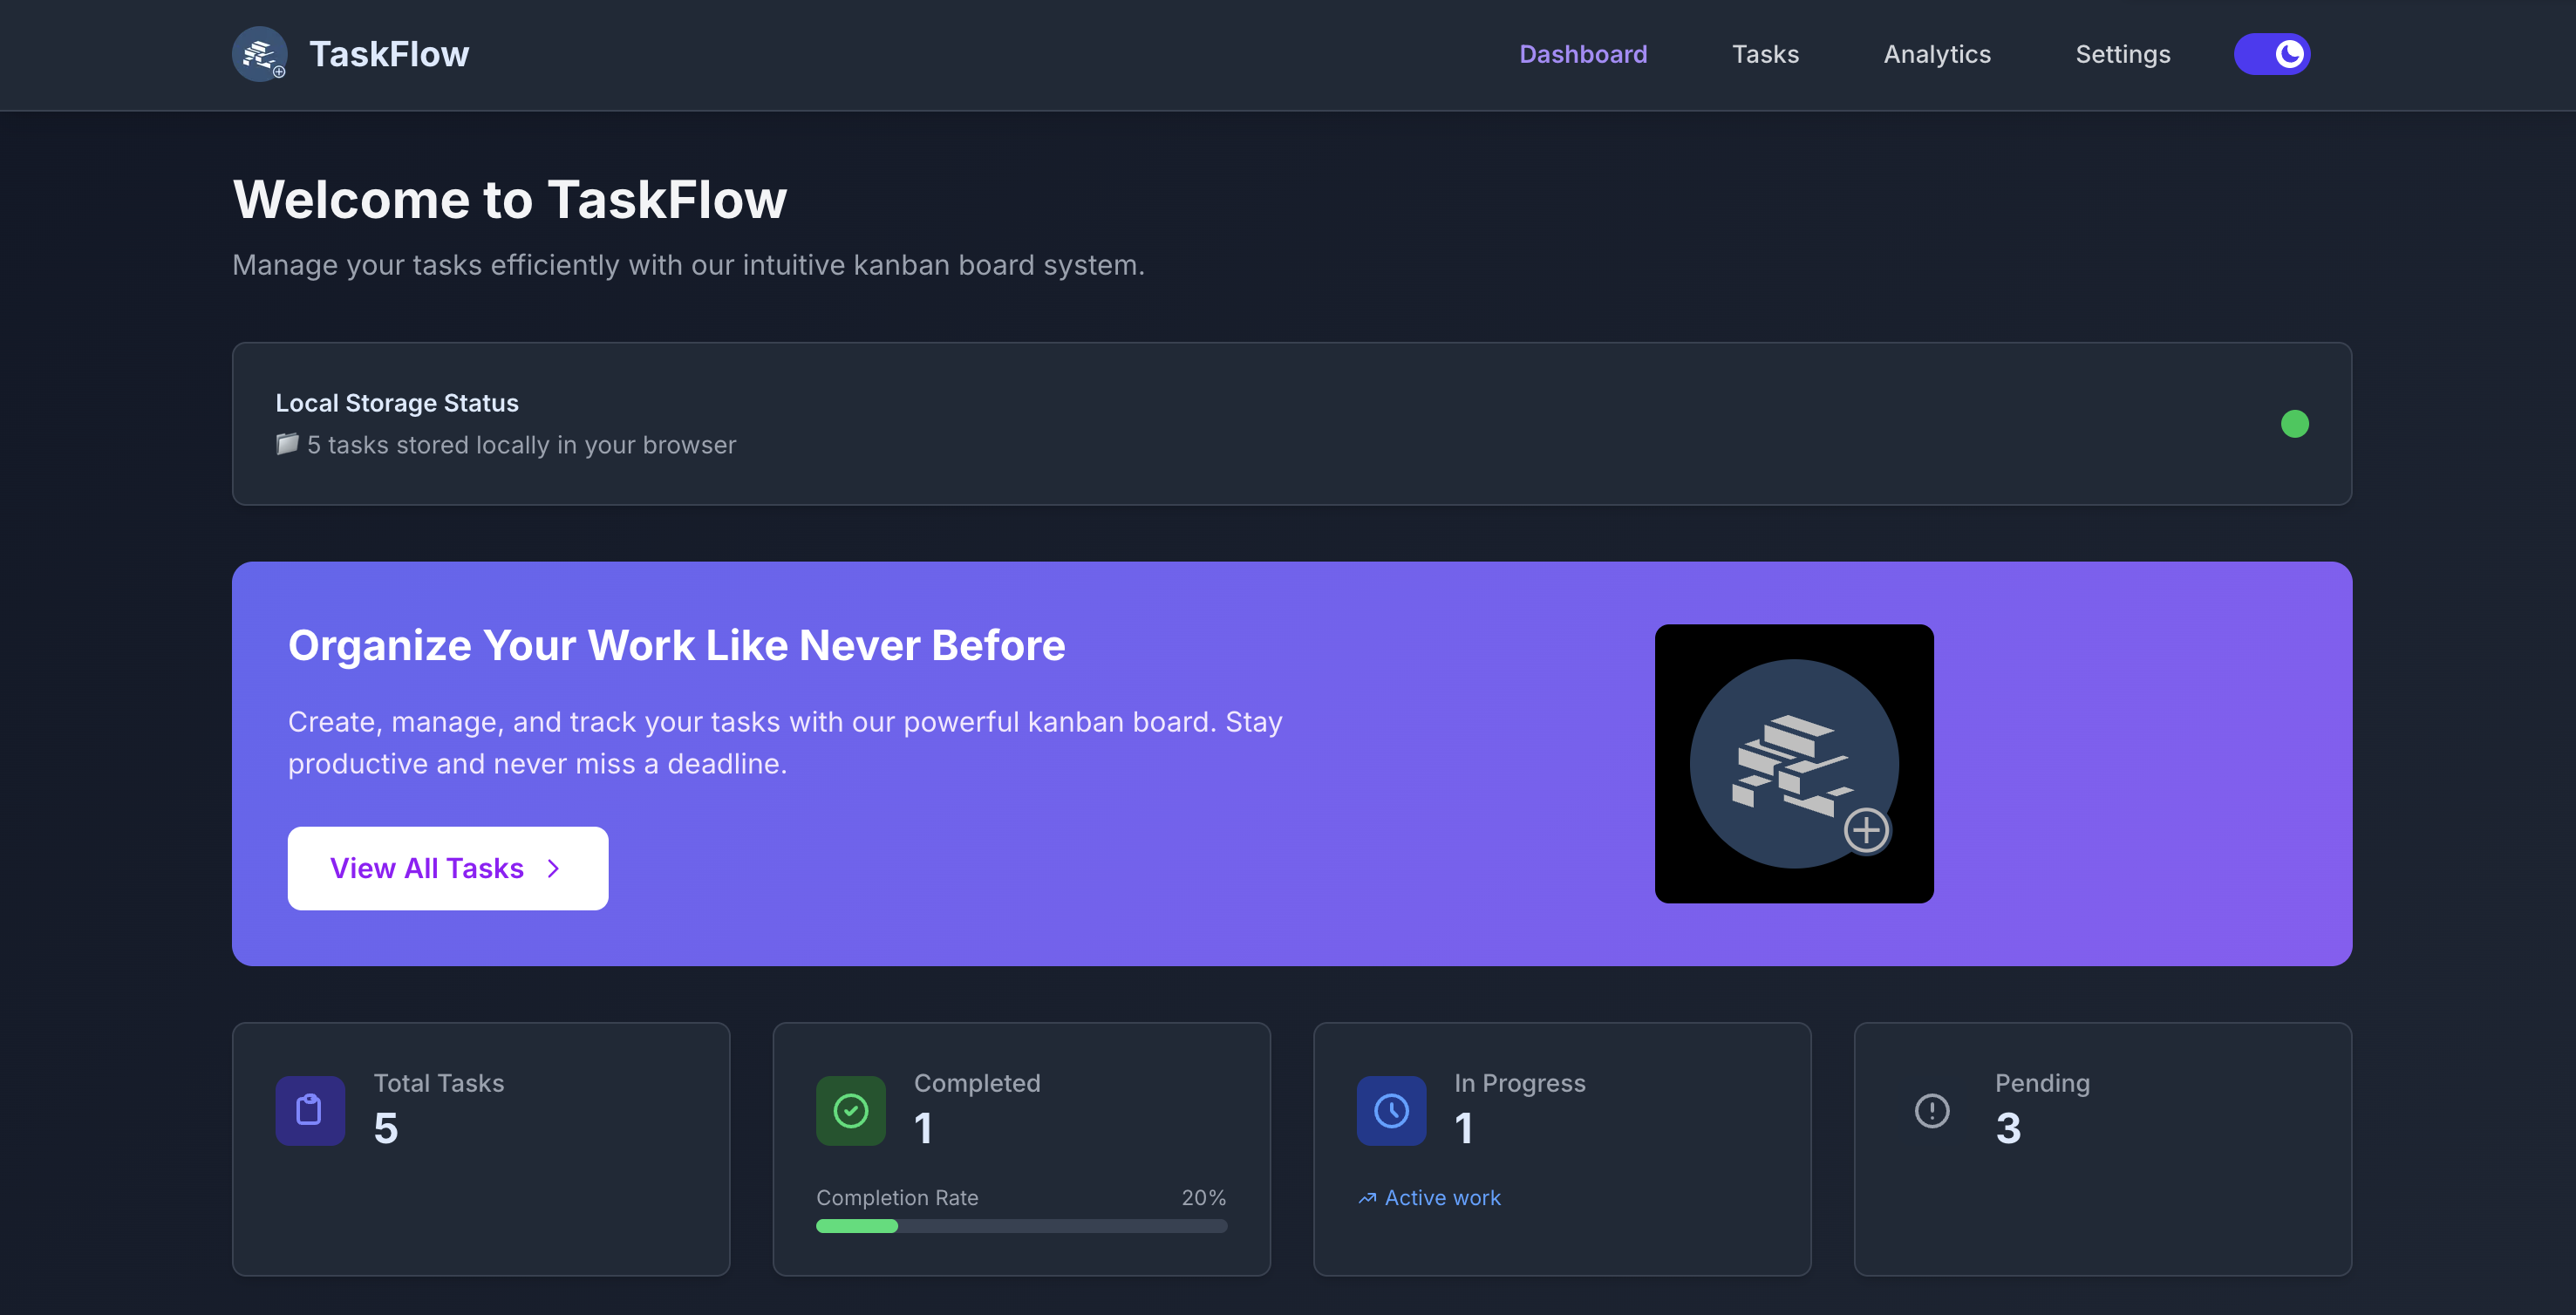 TaskFlow
Dashboard
Tasks
Analytics
Settings
Welcome to TaskFlow
Manage your tasks efficiently with our intuitive kanban board system.
Local Storage Status
5 tasks stored locally in your browser
Organize Your Work Like Never Before
Create, manage, and track your tasks with our powerful kanban board. Stay
productive and never miss a deadline.
View All Tasks
Total Tasks
5
Completed
1
Completion Rate
20%
In Progress
1
Active work
Pending
3